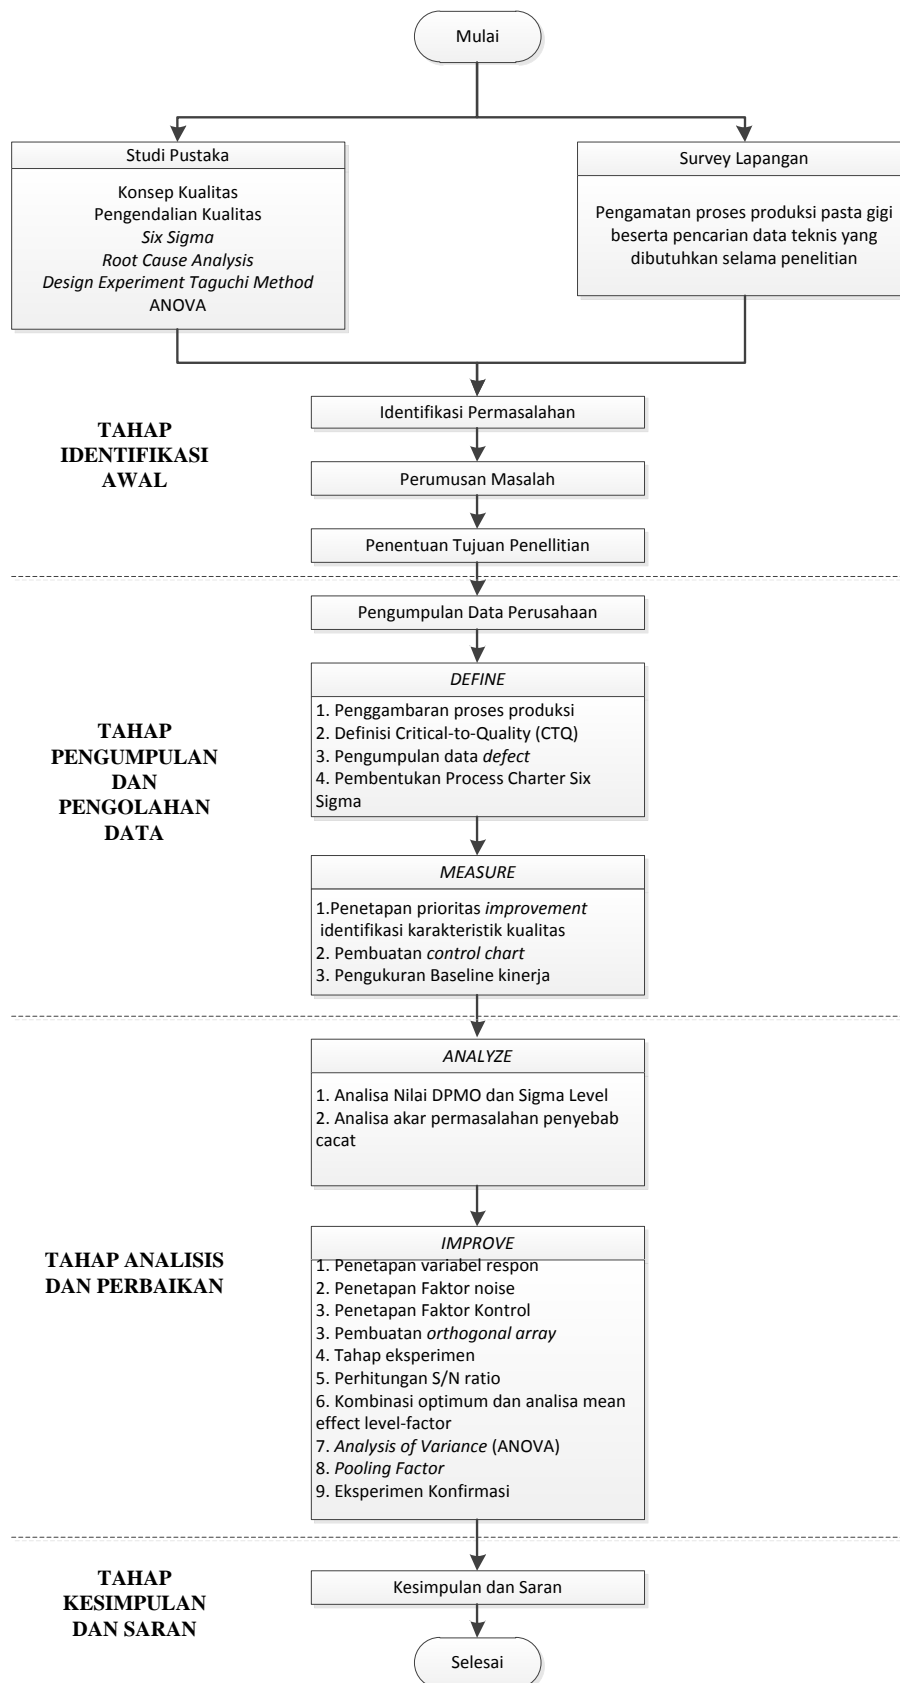 Mulai
Studi Pustaka
Konsep Kualitas
Pengendalian Kualitas
Six Sigma
Root Cause Analysis
Design Experiment Taguchi Method
ANOVA
Survey Lapangan
Pengamatan proses produksi pasta gigi
beserta pencarian data teknis yang
dibutuhkan selama penelitian
TAHAP
IDENTIFIKASI
AWAL
Identifikasi Permasalahan
Perumusan Masalah
Penentuan Tujuan Penellitian
TAHAP
PENGUMPULAN
DAN
PENGOLAHAN
DATA
Pengumpulan Data Perusahaan
DEFINE
1. Penggambaran proses produksi
2. Definisi Critical-to-Quality (CTQ)
3. Pengumpulan data defect
4. Pembentukan Process Charter Six
Sigma
MEASURE
1.Penetapan prioritas improvement
identifikasi karakteristik kualitas
2. Pembuatan control chart
3. Pengukuran Baseline kinerja
TAHAP ANALISIS
DAN PERBAIKAN
ANALYZE
1. Analisa Nilai DPMO dan Sigma Level
2. Analisa akar permasalahan penyebab
cacat
IMPROVE
1. Penetapan variabel respon
2. Penetapan Faktor noise
3. Penetapan Faktor Kontrol
3. Pembuatan orthogonal array
4. Tahap eksperimen
5. Perhitungan S/N ratio
6. Kombinasi optimum dan analisa mean
effect level-factor
7. Analysis of Variance (ANOVA)
8. Pooling Factor
9. Eksperimen Konfirmasi
TAHAP
KESIMPULAN
DAN SARAN
Kesimpulan dan Saran
Selesai